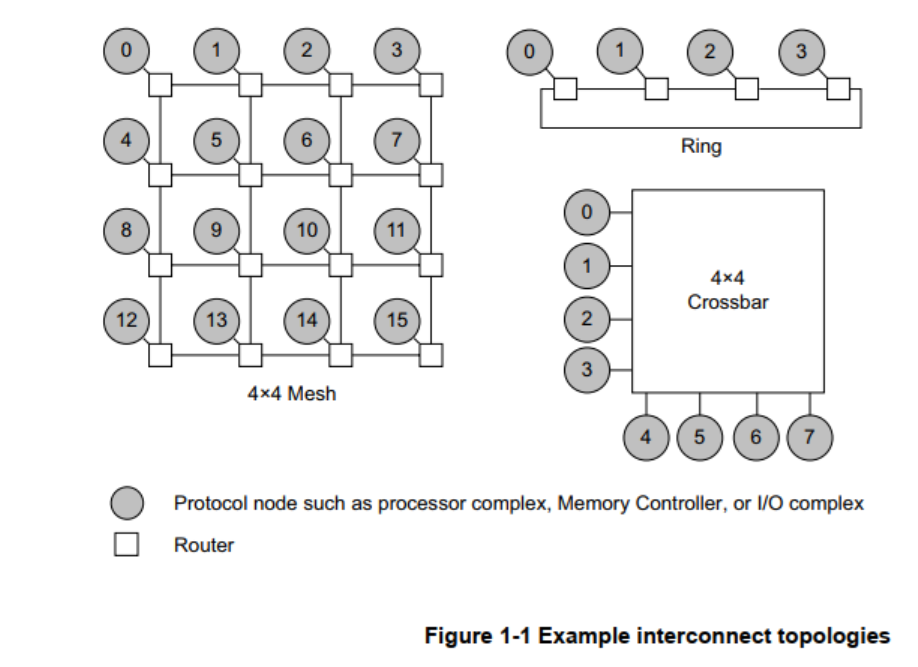 0 1 2 3
4 5 6 7
8 9 10 11
12 13 14 15
4×4 Mesh
0 1 2 3
Ring
0
1
2
3
4×4
Crossbar
4 5 6 7
Protocol node such as processor complex, Memory Controller, or I/O complex
Router
Figure 1-1 Example interconnect topologies